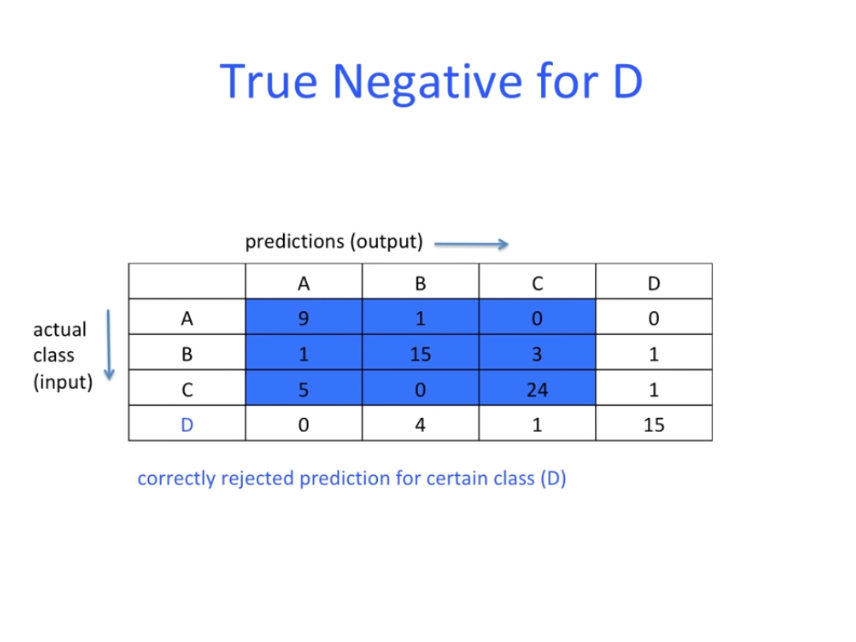 True Negative for D
predictions (output)
A B C D
actual
class
(input)
A 9 1 0 0
B 1 15 3 1
C 5 0 24 1
D 0 4 1 15
correctly rejected prediction for certain class (D)